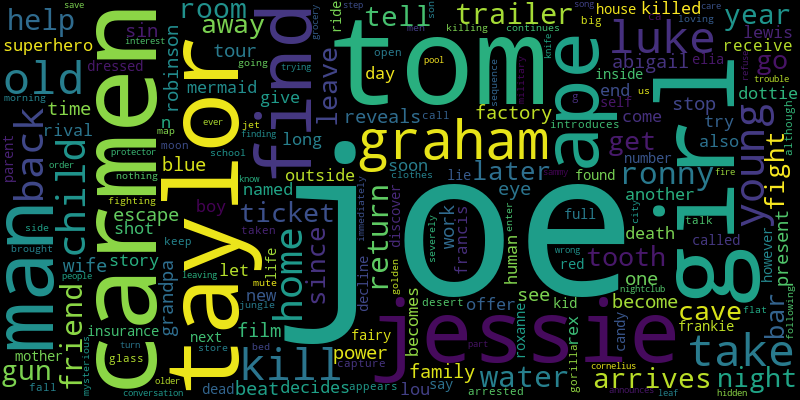 joe
tom
carmen
taylor
girl
jessie
graham
man
find
ape
luke
kill
take
old
child
back
home
young
gun
friend
ronny
tooth
help
room
away
tell
trailer
year
superhero
sin
robinson
tour
ride
leave
day
reveals
factory
house
killed
lewis
receive
abigail
elia
go
inside
end
self
stop
dottie
time
rival
mermaid
give
long
open
call
military
come
get
try
also
n
map
jet
moon
school
blue
outside
soon
lie
later
introduces
found
number
another
fight
although
parent
nothing
protector
fighting
boy
know
named
clothes
eye
death
called
talk
fire
trouble
escape
shot
story
wife
keep
taken
ticket
since
return
discover
work
francis
severely
full
red
one
city
however
present
side
brought
people
insurance
grandpa
let
new
life
mute
jungle
immediately
golden
decline
desert
enter
human
offer
see
kid
become
nightclub
wrong
bar
flat
following
mother
turn
glass
mysterious
leaving
next
film
store
bed
fairy
power
capture
becomes
roxanne
rex
gorilla
candy
cave
frankie
water
family
arrives
night
fall
older
conversation
dead
beat
decides
appears
lou
say
arrested
part
cornelius
announces
leaf
hidden
save
morning
dressed
interest
order
ever
going
trying
finding
grocery
son
step
men
killing
continues
pool
sequence
knife
song
big
us
ca
loving
care
refuse